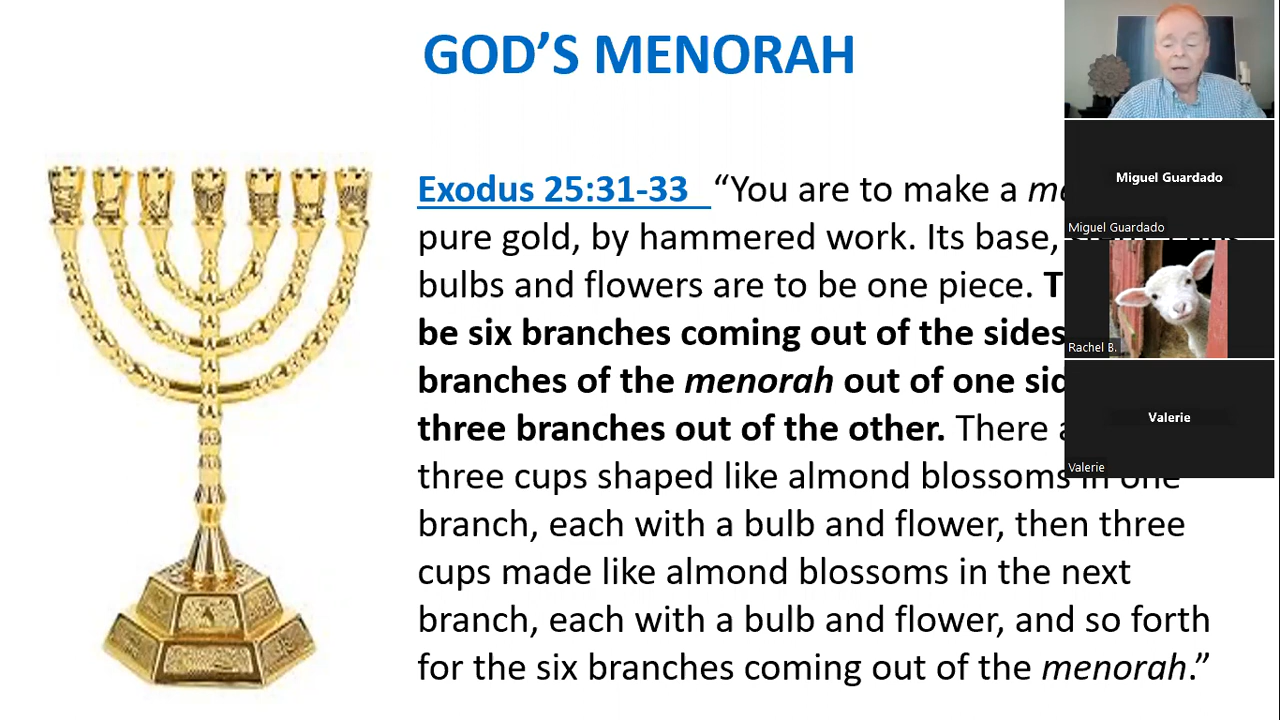 GOD'S MENORAH
Exodus 25:31-33 “You are to make a
pure gold, by hammered work. Its base,
bulbs and flowers are to be one piece.
be six branches coming out of the sides
branches of the menorah out of one
three branches out of the other. There
three cups shaped like almond blossoms in one
branch, each with a bulb and flower, then three
cups made like almond blossoms in the next
branch, each with a bulb and flower, and so forth
for the six branches coming out of the menorah.”
Miguel Guardado
Miguel Guardado
Rachel B.
Valerie
Valerie